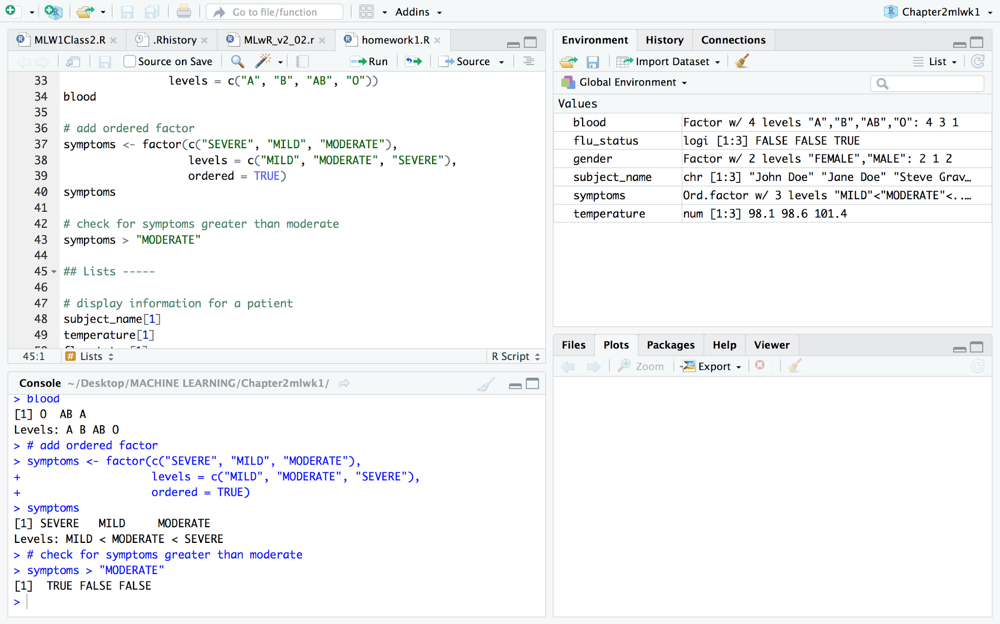 Go to file/function
Addins
Chapter2mlwk1
MLW1Class2.R
.Rhistory
MLwR_v2_02.r
homework1.R
Source on Save
Run
Source
33 levels = c("A", "B", "AB", "O"))
34 blood
35
36 # add ordered factor
37 symptoms <- factor(c("SEVERE", "MILD", "MODERATE"),
38 levels = c("MILD", "MODERATE", "SEVERE"),
39 ordered = TRUE)
40 symptoms
41
42 # check for symptoms greater than moderate
43 symptoms > "MODERATE"
44
45 ## Lists -----
46
47 # display information for a patient
48 subject_name[1]
49 temperature[1]
45:1 # Lists R Script
Console ~/Desktop/MACHINE LEARNING/Chapter2mlwk1/
> blood
[1] O  AB A
Levels: A B AB O
> # add ordered factor
> symptoms <- factor(c("SEVERE", "MILD", "MODERATE"),
+                    levels = c("MILD", "MODERATE", "SEVERE"),
+                    ordered = TRUE)
> symptoms
[1] SEVERE   MILD     MODERATE
Levels: MILD < MODERATE < SEVERE
> # check for symptoms greater than moderate
> symptoms > "MODERATE"
[1]  TRUE FALSE FALSE
>
Environment History Connections
Import Dataset List
Global Environment
Values
blood Factor w/ 4 levels "A","B","AB","O": 4 3 1
flu_status logi [1:3] FALSE FALSE TRUE
gender Factor w/ 2 levels "FEMALE","MALE": 2 1 2
subject_name chr [1:3] "John Doe" "Jane Doe" "Steve Grav…
symptoms Ord.factor w/ 3 levels "MILD"<"MODERATE"<..…
temperature num [1:3] 98.1 98.6 101.4
Files Plots Packages Help Viewer
Zoom Export